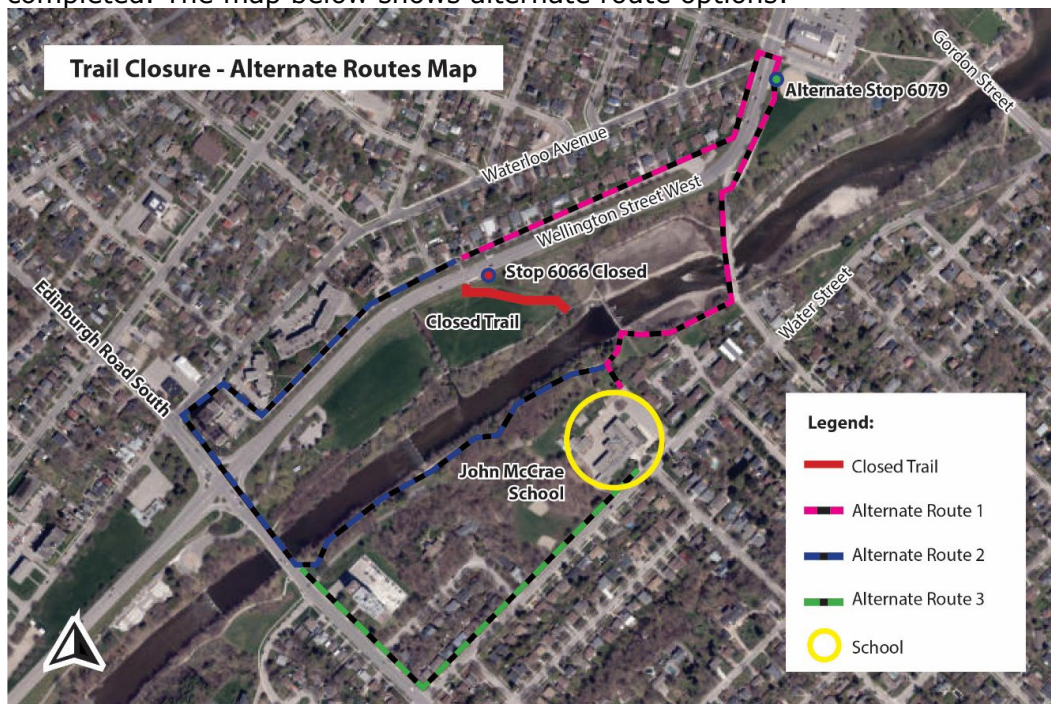 completed. The map below shows alternate route options:
Trail Closure - Alternate Routes Map
Gordon Street
Alternate Stop 6079
Waterloo Avenue
Wellington Street West
Stop 6066 Closed
Closed Trail
Edinburgh Road South
Water Street
John McCrae
School
Legend:
Closed Trail
Alternate Route 1
Alternate Route 2
Alternate Route 3
School